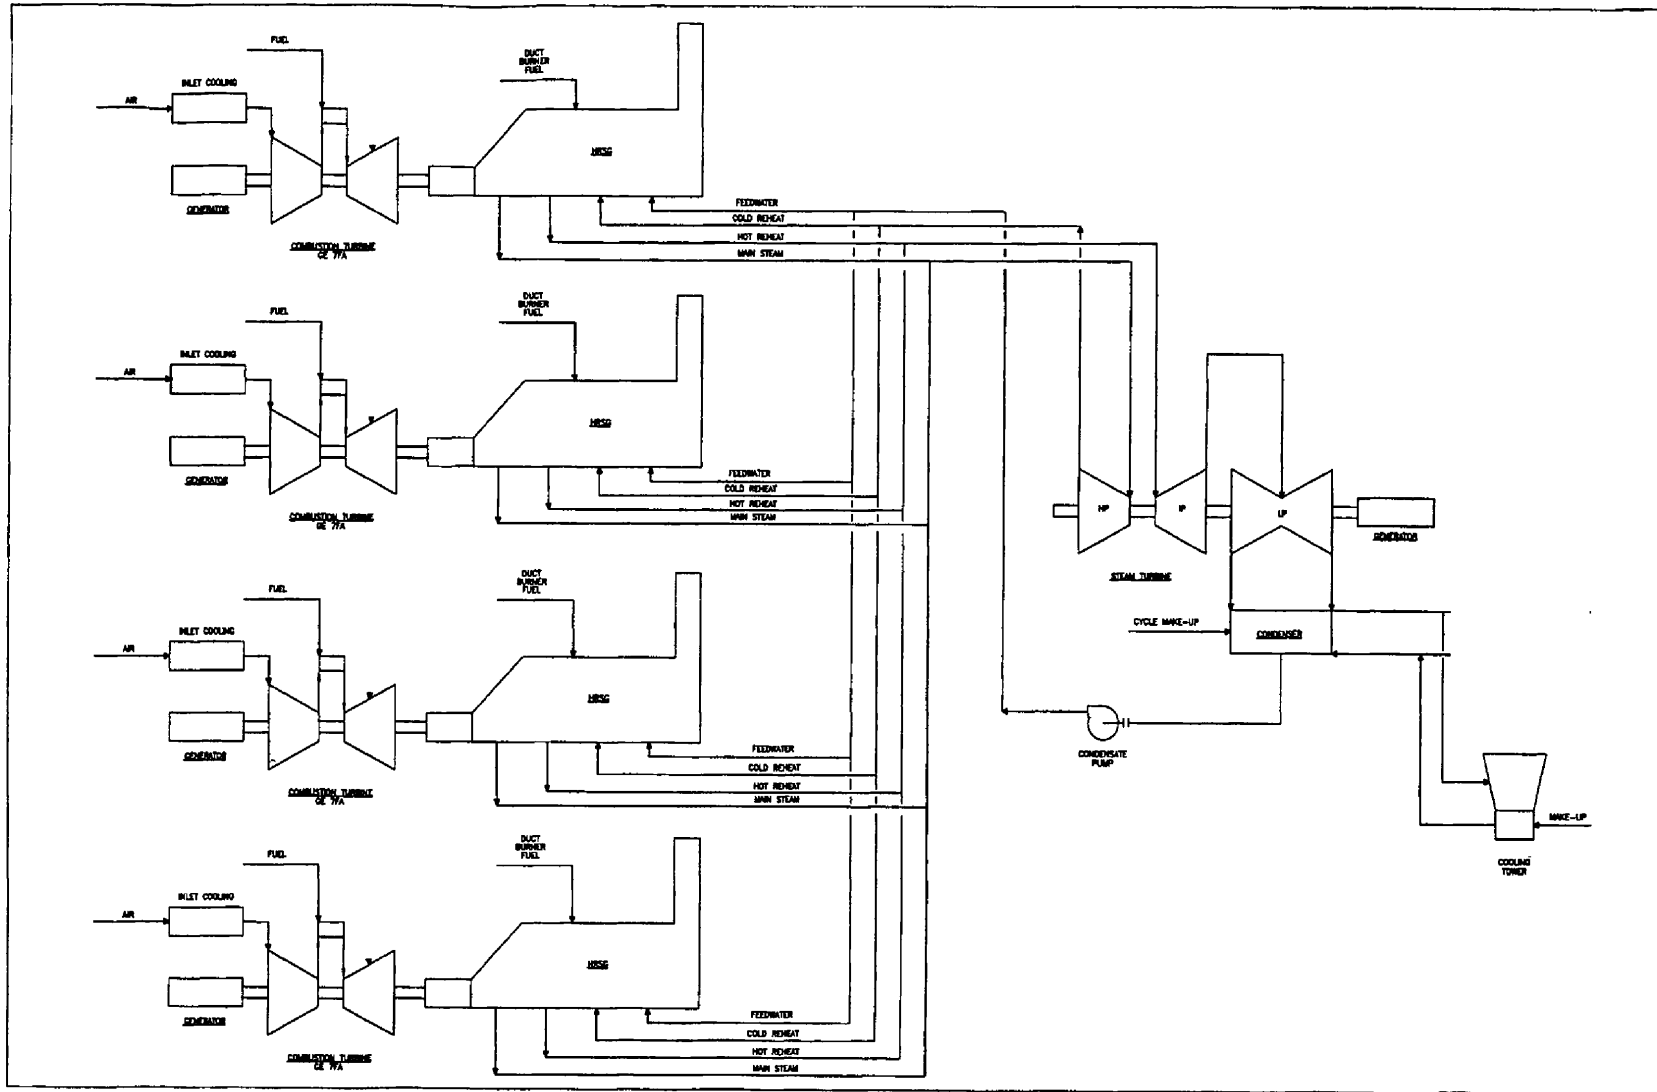 FUEL
DUCT
BURNER
FUEL
INLET COOLING
AIR
HRSG
GENERATOR
COMBUSTION TURBINE
GE 7FA
FEEDWATER
COLD REHEAT
HOT REHEAT
MAIN STEAM
FUEL
DUCT
BURNER
FUEL
INLET COOLING
AIR
HRSG
GENERATOR
COMBUSTION TURBINE
GE 7FA
FEEDWATER
COLD REHEAT
HOT REHEAT
MAIN STEAM
HP
IP
LP
GENERATOR
STEAM TURBINE
CYCLE MAKE-UP
CONDENSER
CONDENSATE
PUMP
MAKE-UP
COOLING
TOWER
FUEL
DUCT
BURNER
FUEL
INLET COOLING
AIR
HRSG
GENERATOR
COMBUSTION TURBINE
GE 7FA
FEEDWATER
COLD REHEAT
HOT REHEAT
MAIN STEAM
FUEL
DUCT
BURNER
FUEL
INLET COOLING
AIR
HRSG
GENERATOR
COMBUSTION TURBINE
GE 7FA
FEEDWATER
COLD REHEAT
HOT REHEAT
MAIN STEAM